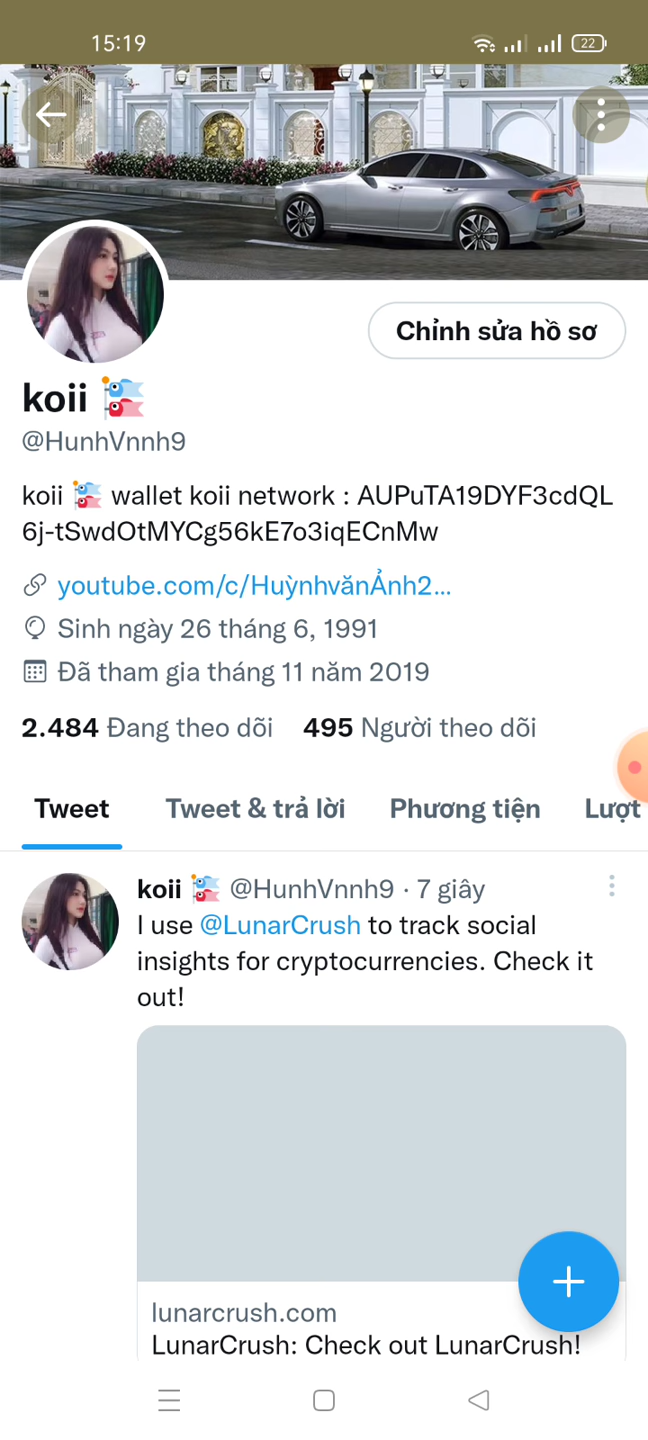 15:19
22
Chỉnh sửa hồ sơ
koii 🎏
@HunhVnnh9
koii 🎏 wallet koii network : AUPuTA19DYF3cdQL
6j-tSwdOtMYCg56kE7o3iqECnMw
youtube.com/c/HuỳnhvănẢnh2...
Sinh ngày 26 tháng 6, 1991
Đã tham gia tháng 11 năm 2019
2.484 Đang theo dõi 495 Người theo dõi
Tweet Tweet & trả lời Phương tiện Lượt
koii 🎏 @HunhVnnh9 · 7 giây
I use @LunarCrush to track social
insights for cryptocurrencies. Check it
out!
lunarcrush.com
LunarCrush: Check out LunarCrush!